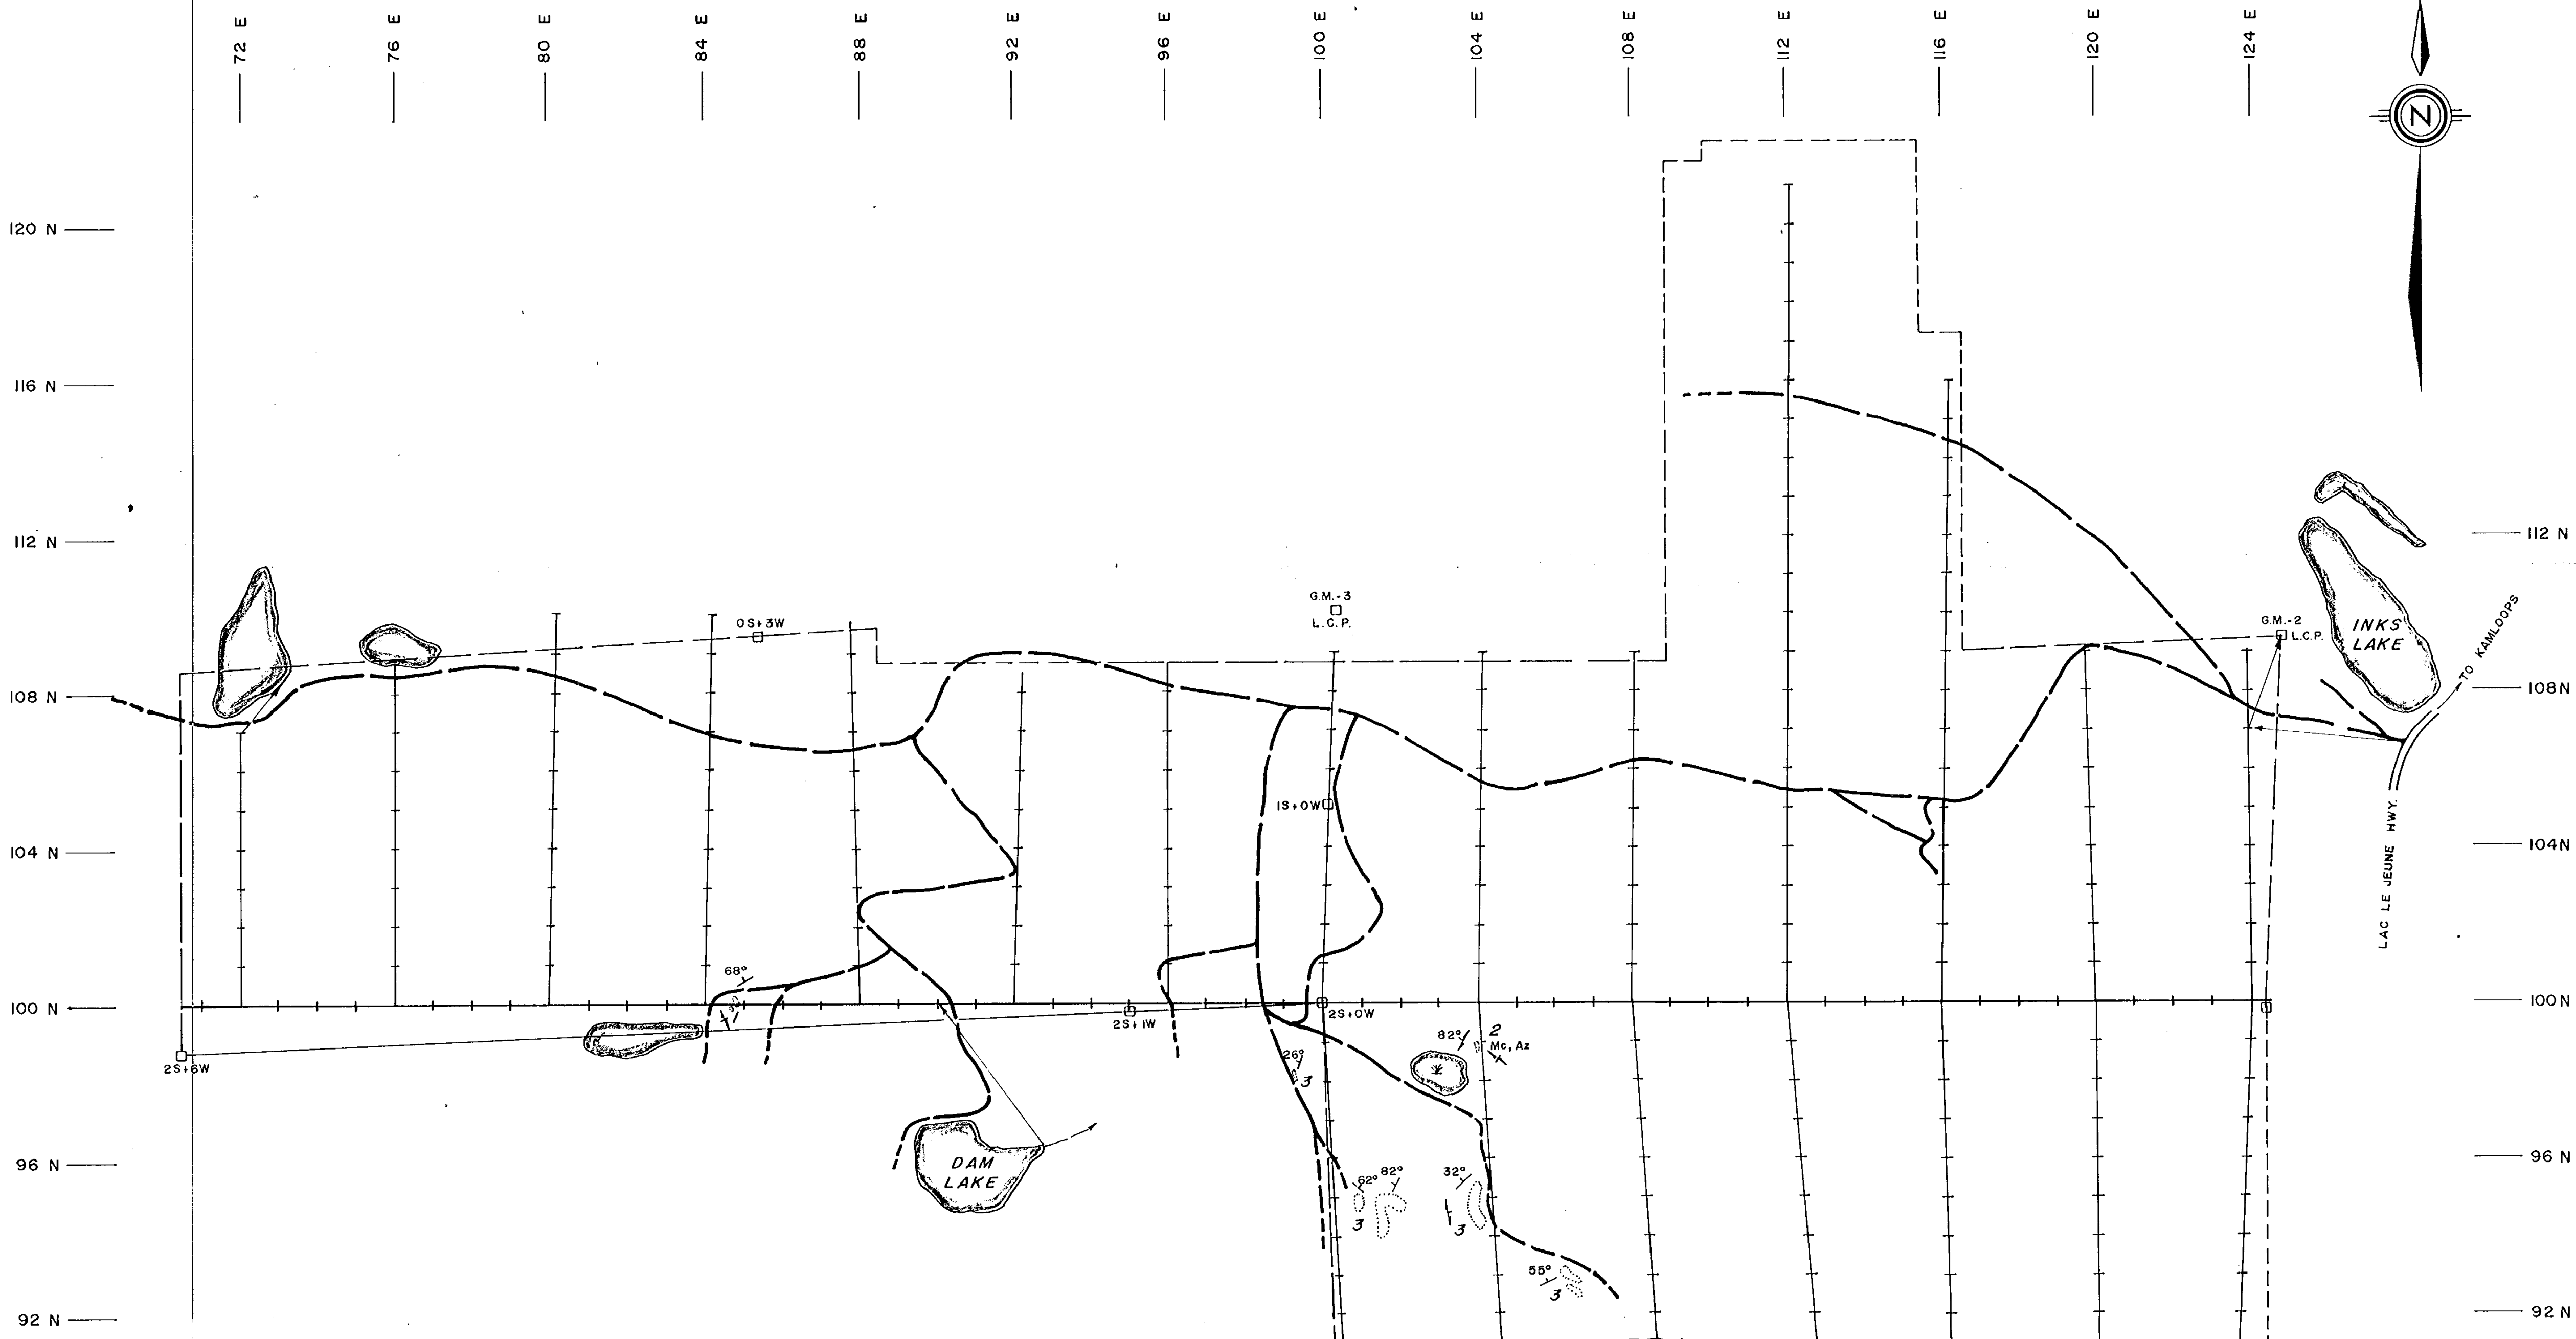 72 E
76 E
80 E
84 E
88 E
92 E
96 E
100 E
104 E
108 E
112 E
116 E
120 E
124 E
N
120 N
116 N
112 N
112 N
G.M.-3
L.C.P.
0S+3W
G.M.-2
L.C.P.
INKS
LAKE
TO KAMLOOPS
108 N
108 N
1S+0W
104 N
104 N
LAC LE JEUNE HWY.
68°
100 N
100 N
2S+1W
2S+0W
2S+6W
82°
2
Mc, Az
26°
3
96 N
96 N
DAM
LAKE
62°
82°
32°
3
3
55°
3
92 N
92 N